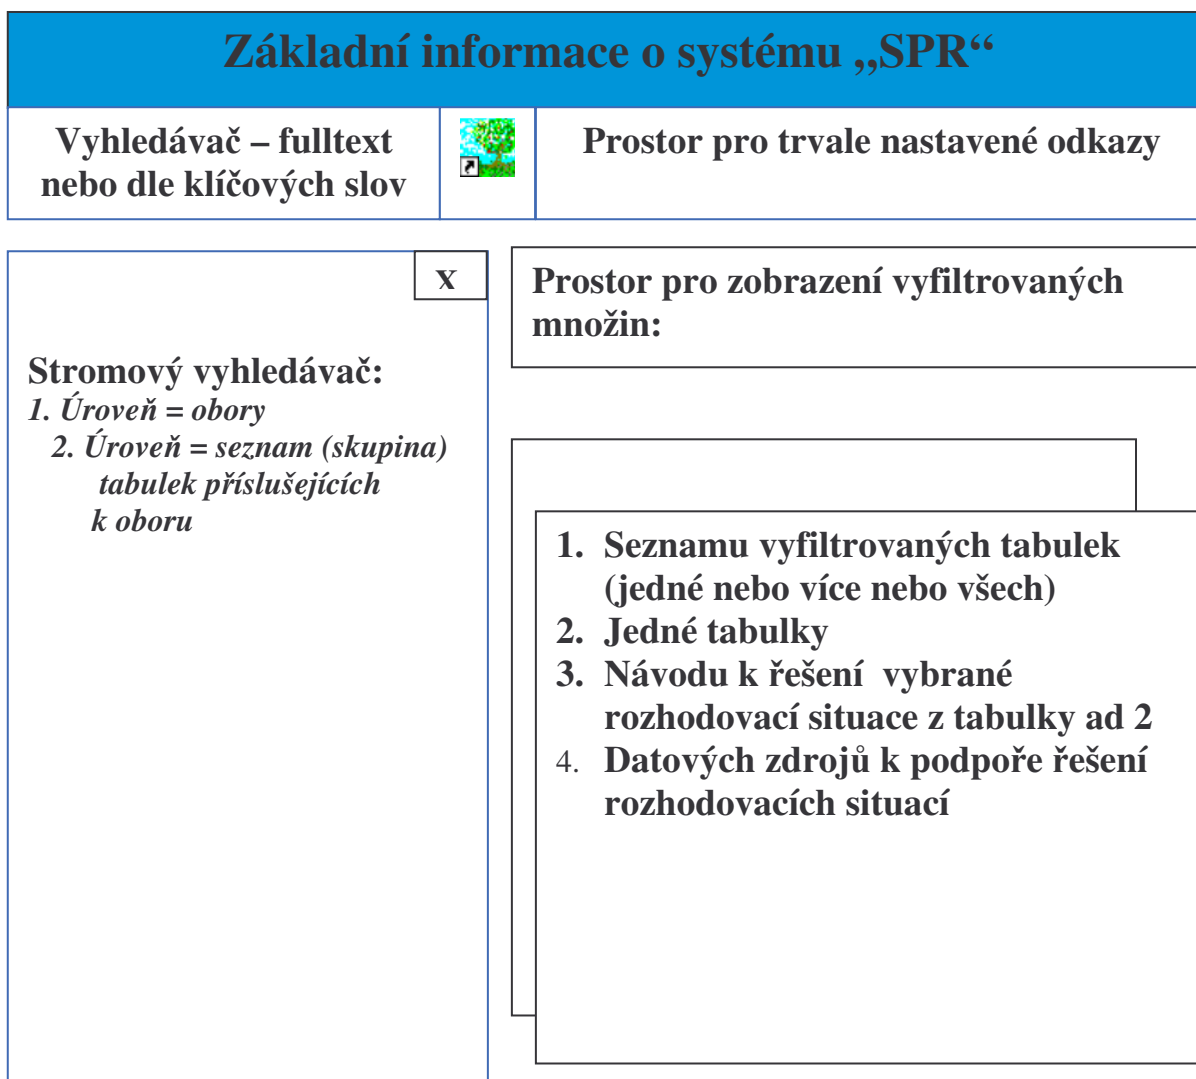 Základní informace o systému „SPR“
Vyhledávač – fulltext
nebo dle klíčových slov
Prostor pro trvale nastavené odkazy
x
Stromový vyhledávač:
1. Úroveň = obory
2. Úroveň = seznam (skupina)
tabulek příslušejících
k oboru
Prostor pro zobrazení vyfiltrovaných
množin:
1. Seznamu vyfiltrovaných tabulek
(jedné nebo více nebo všech)
2. Jedné tabulky
3. Návodu k řešení vybrané
rozhodovací situace z tabulky ad 2
4. Datových zdrojů k podpoře řešení
rozhodovacích situací